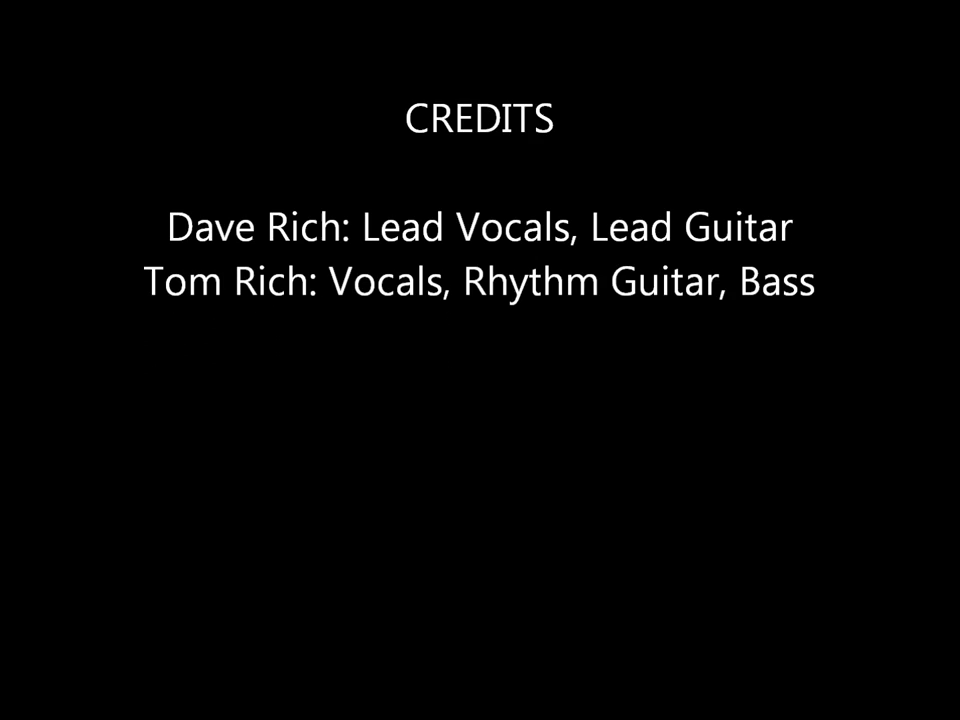 CREDITS
Dave Rich: Lead Vocals, Lead Guitar
Tom Rich: Vocals, Rhythm Guitar, Bass